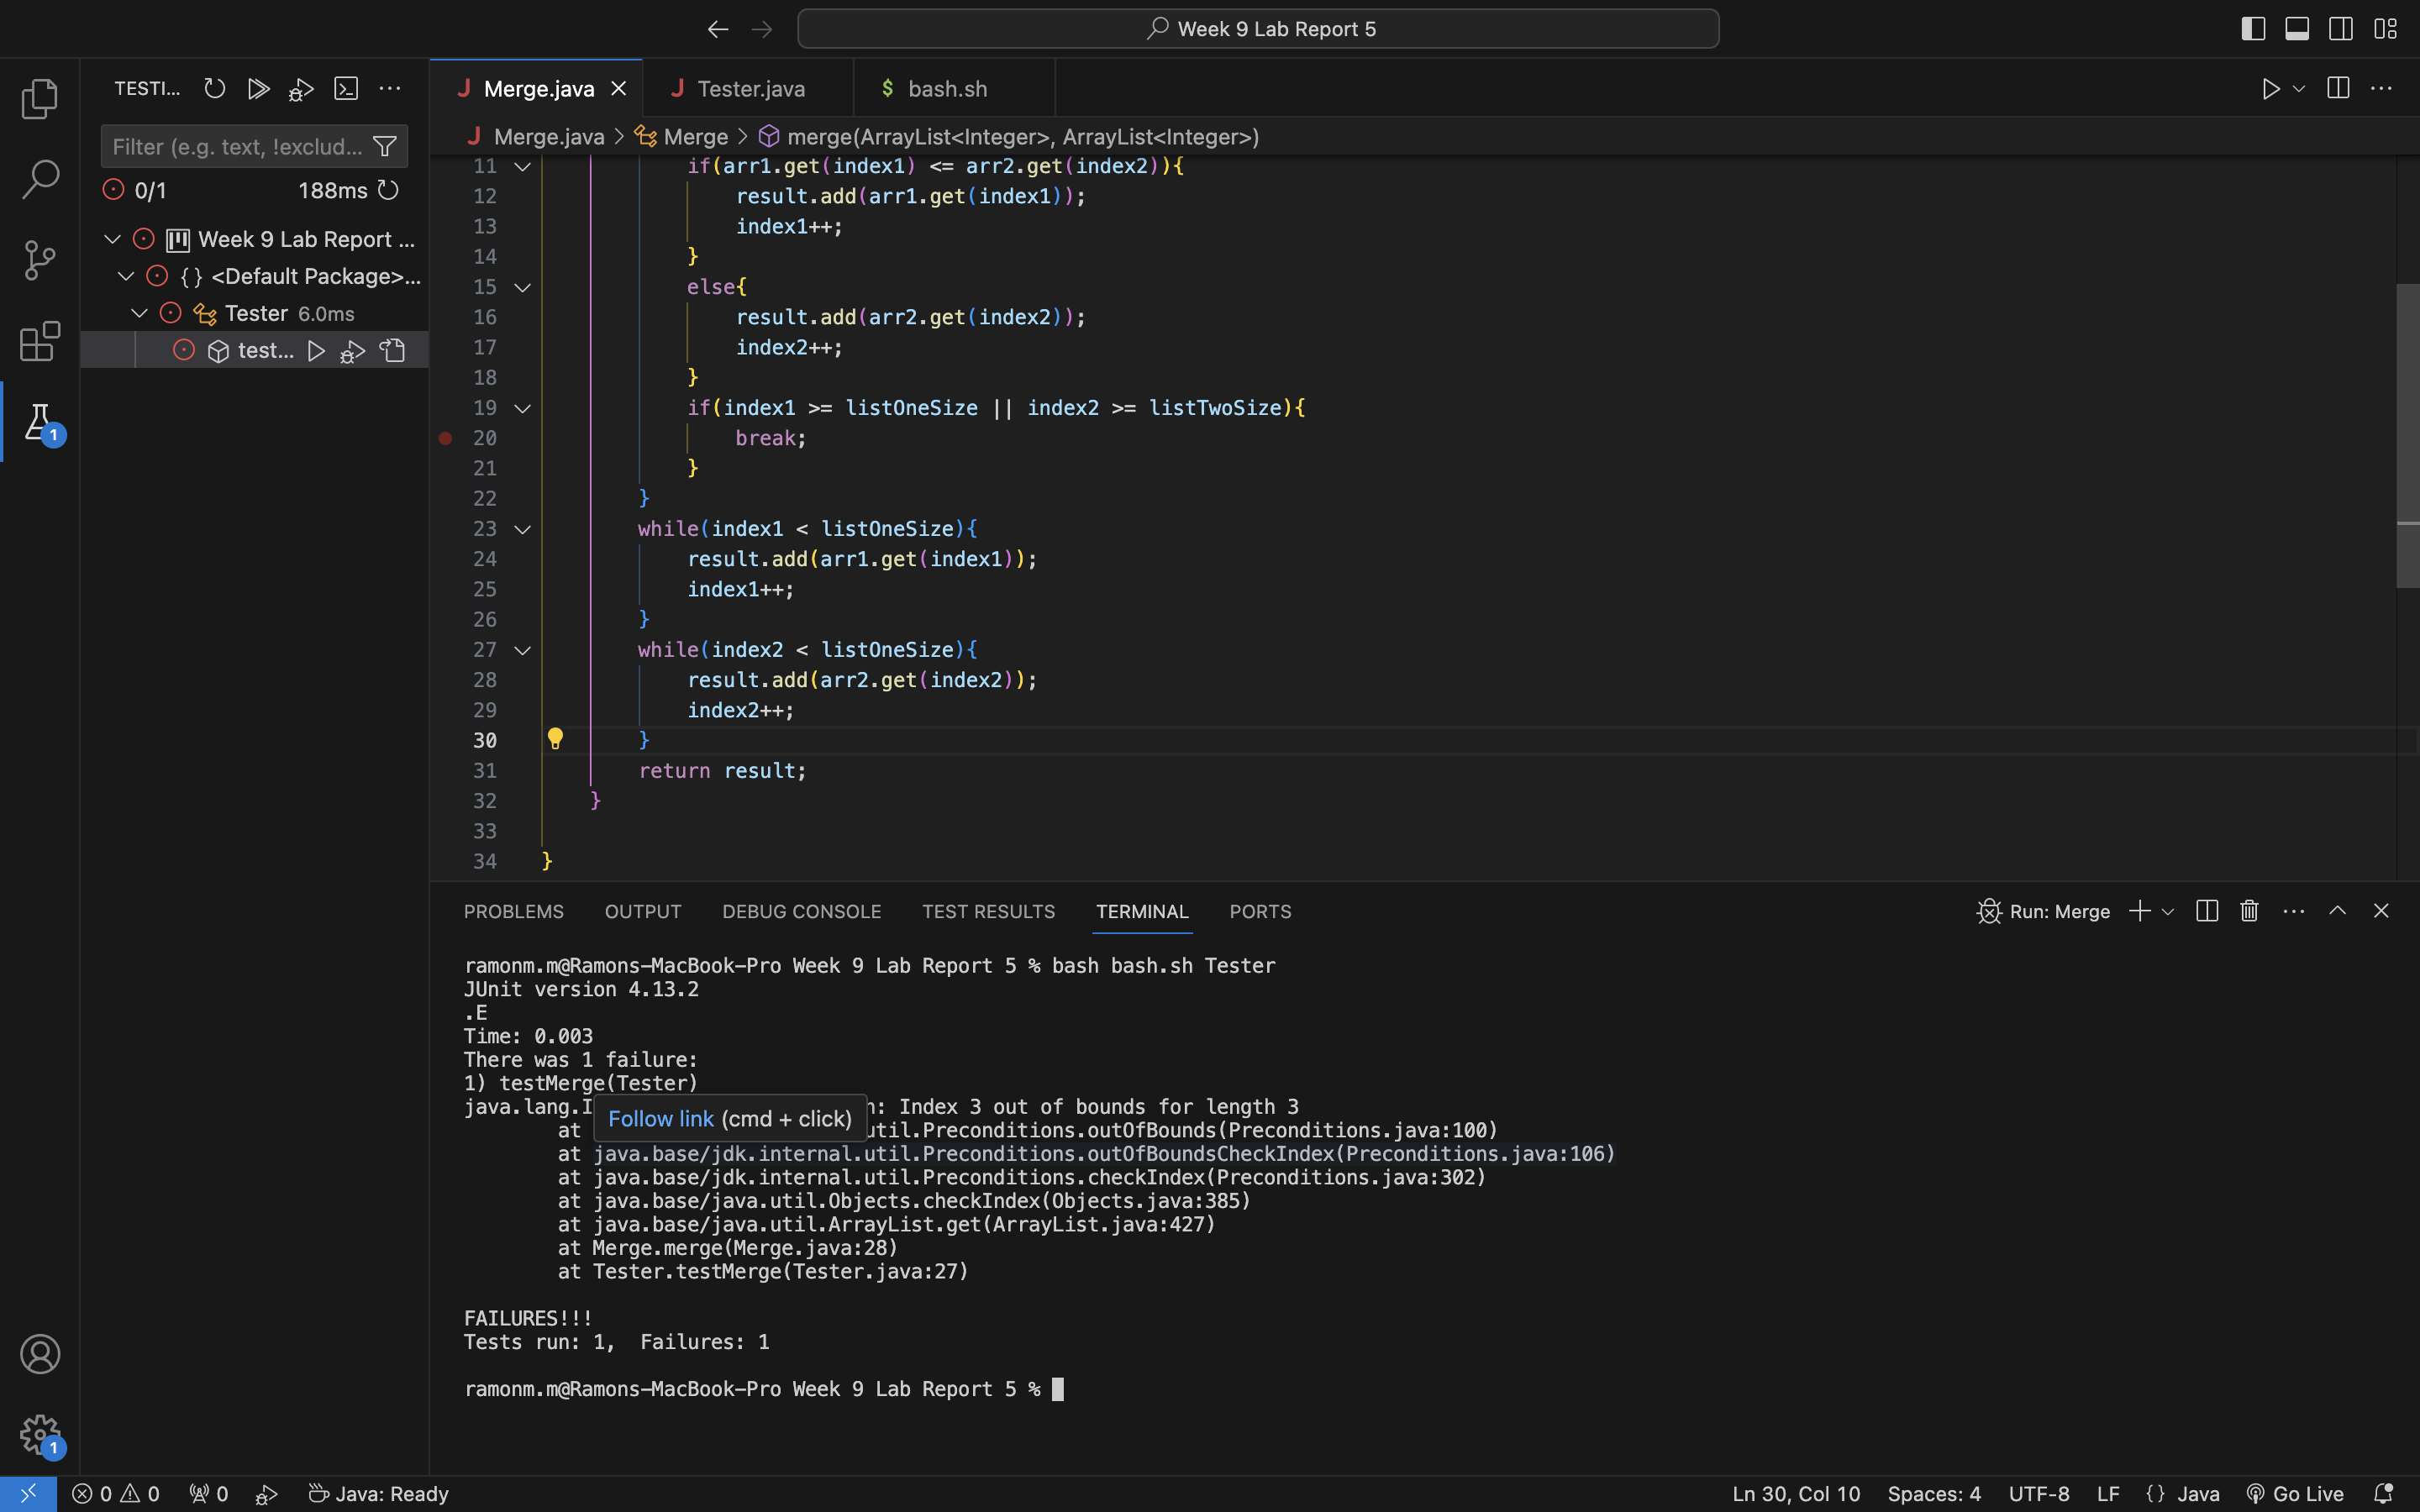 Week 9 Lab Report 5
TESTI...
Merge.java
Tester.java
$ bash.sh
Filter (e.g. text, !exclud...
Merge.java > Merge > merge(ArrayList<Integer>, ArrayList<Integer>)
0/1 188ms
Week 9 Lab Report ...
{} <Default Package>...
Tester 6.0ms
test...
1
11 if(arr1.get(index1) <= arr2.get(index2)){
12 result.add(arr1.get(index1));
13 index1++;
14 }
15 else{
16 result.add(arr2.get(index2));
17 index2++;
18 }
19 if(index1 >= listOneSize || index2 >= listTwoSize){
20 break;
21 }
22 }
23 while(index1 < listOneSize){
24 result.add(arr1.get(index1));
25 index1++;
26 }
27 while(index2 < listOneSize){
28 result.add(arr2.get(index2));
29 index2++;
30 }
31 return result;
32 }
33
34 }
PROBLEMS OUTPUT DEBUG CONSOLE TEST RESULTS TERMINAL PORTS
Run: Merge
ramonm.m@Ramons-MacBook-Pro Week 9 Lab Report 5 % bash bash.sh Tester
JUnit version 4.13.2
.E
Time: 0.003
There was 1 failure:
1) testMerge(Tester)
java.lang.I
n: Index 3 out of bounds for length 3
Follow link (cmd + click)
at
util.Preconditions.outOfBounds(Preconditions.java:100)
at java.base/jdk.internal.util.Preconditions.outOfBoundsCheckIndex(Preconditions.java:106)
at java.base/jdk.internal.util.Preconditions.checkIndex(Preconditions.java:302)
at java.base/java.util.Objects.checkIndex(Objects.java:385)
at java.base/java.util.ArrayList.get(ArrayList.java:427)
at Merge.merge(Merge.java:28)
at Tester.testMerge(Tester.java:27)
FAILURES!!!
Tests run: 1,  Failures: 1
ramonm.m@Ramons-MacBook-Pro Week 9 Lab Report 5 %
1
0 0 0 Java: Ready
Ln 30, Col 10 Spaces: 4 UTF-8 LF {} Java Go Live